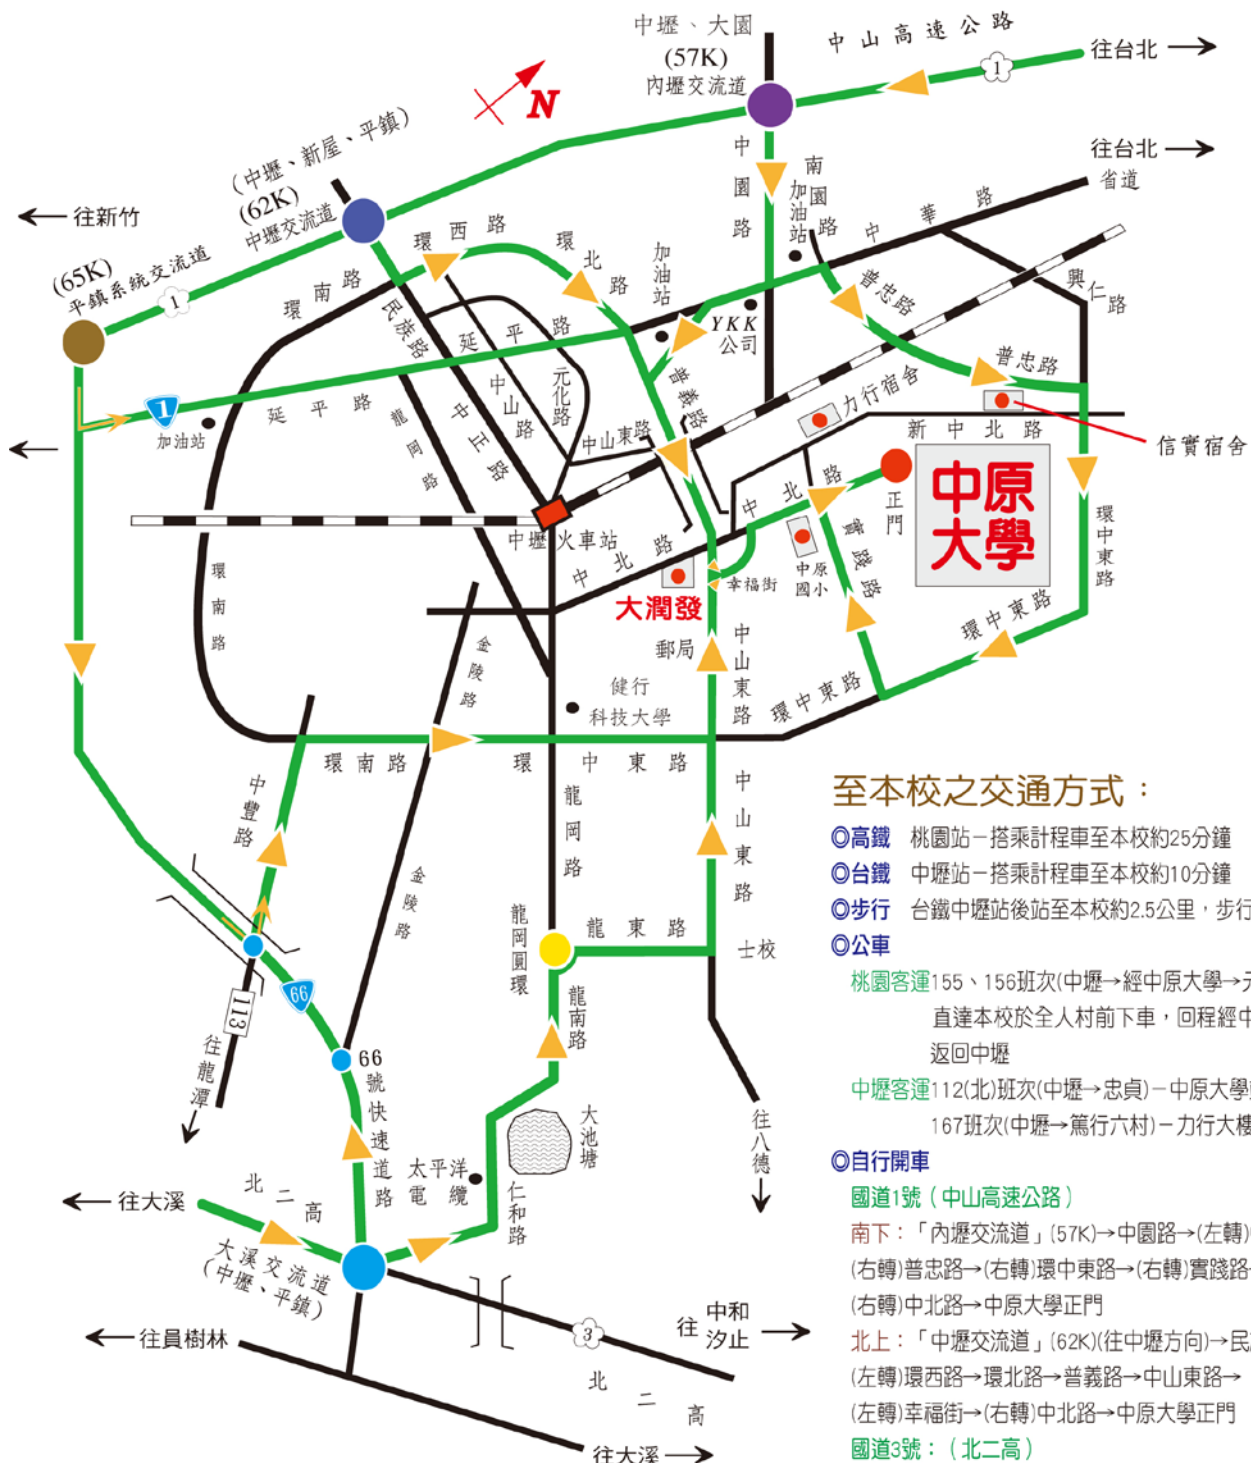 中壢、大園
(57K)
內壢交流道
中山高速公路
1
往台北
N
往台北
省道
(中壢、新屋、平鎮)
(62K)
中壢交流道
往新竹
(65K)
平鎮系統交流道
1
環南路
環西路
環北路
加油站
中園路
南園路
加油站
中華路
興仁路
普忠路
普忠路
YKK
公司
民族路
延平路
延平路
1
加油站
龍岡路
中正路
中山路
元化路
中山東路
普義路
力行宿舍
新中北路
信實宿舍
中原
大學
正門
中北路
中北路
實踐路
中原
國小
環中東路
環中東路
環中東路
中壢火車站
大潤發
幸福街
郵局
中山東路
環南路
金陵路
健行
科技大學
環南路
環中東路
中豐路
金陵路
龍岡路
中山東路
龍岡圓環
龍東路
士校
龍南路
66
113
往龍潭
66號快速道路
大池塘
太平洋
電纜
仁和路
往八德
往大溪
北二高
大溪交流道
(中壢、平鎮)
往員樹林
3
往
中和
汐止
北二高
往大溪
至本校之交通方式：
◎高鐵 桃園站－搭乘計程車至本校約25分鐘
◎台鐵 中壢站－搭乘計程車至本校約10分鐘
◎步行 台鐵中壢站後站至本校約2.5公里，步行
◎公車
桃園客運155、156班次(中壢→經中原大學→
直達本校於全人村前下車，回程經中
返回中壢
中壢客運112(北)班次(中壢→忠貞)－中原大學
167班次(中壢→篤行六村)－力行大樓
◎自行開車
國道1號（中山高速公路）
南下：「內壢交流道」(57K)→中園路→(左轉)
(右轉)普忠路→(右轉)環中東路→(右轉)實踐路
(右轉)中北路→中原大學正門
北上：「中壢交流道」(62K)(往中壢方向)→民
(左轉)環西路→環北路→普義路→中山東路→
(左轉)幸福街→(右轉)中北路→中原大學正門
國道3號：（北二高）